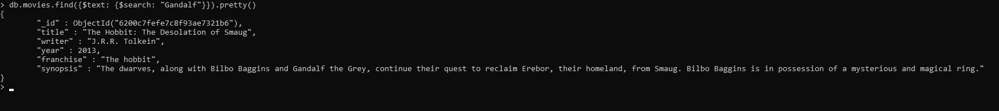 > db.movies.find({$text: {$search: "Gandalf"}}).pretty()
{
        "_id" : ObjectId("6200c7fefe7c8f93ae7321b6"),
        "title" : "The Hobbit: The Desolation of Smaug",
        "writer" : "J.R.R. Tolkein",
        "year" : 2013,
        "franchise" : "The hobbit",
        "synopsis" : "The dwarves, along with Bilbo Baggins and Gandalf the Grey, continue their quest to reclaim Erebor, their homeland, from Smaug. Bilbo Baggins is in possession of a mysterious and magical ring."
}
>